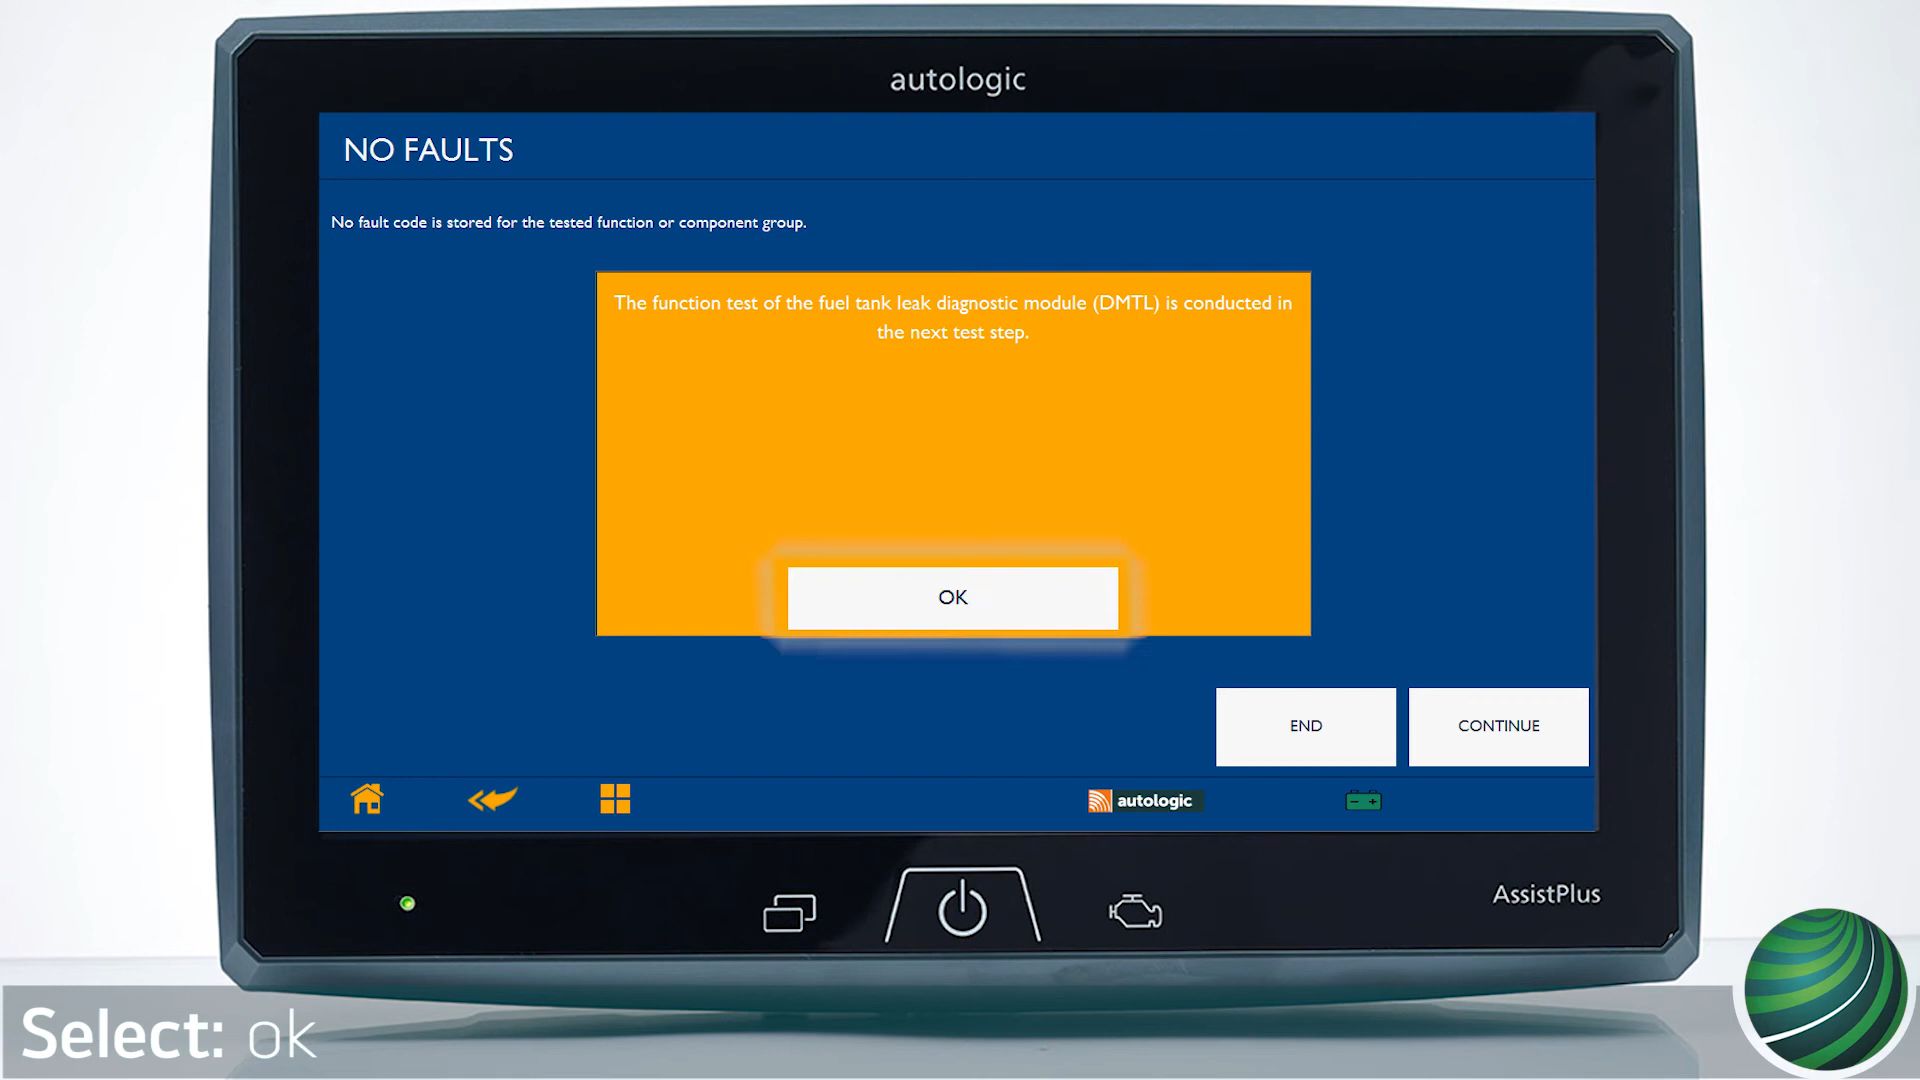 autologic
NO FAULTS
No fault code is stored for the tested function or component group.
The function test of the fuel tank leak diagnostic module (DMTL) is conducted in
the next test step.
OK
END
CONTINUE
autologic
AssistPlus
Select: ok